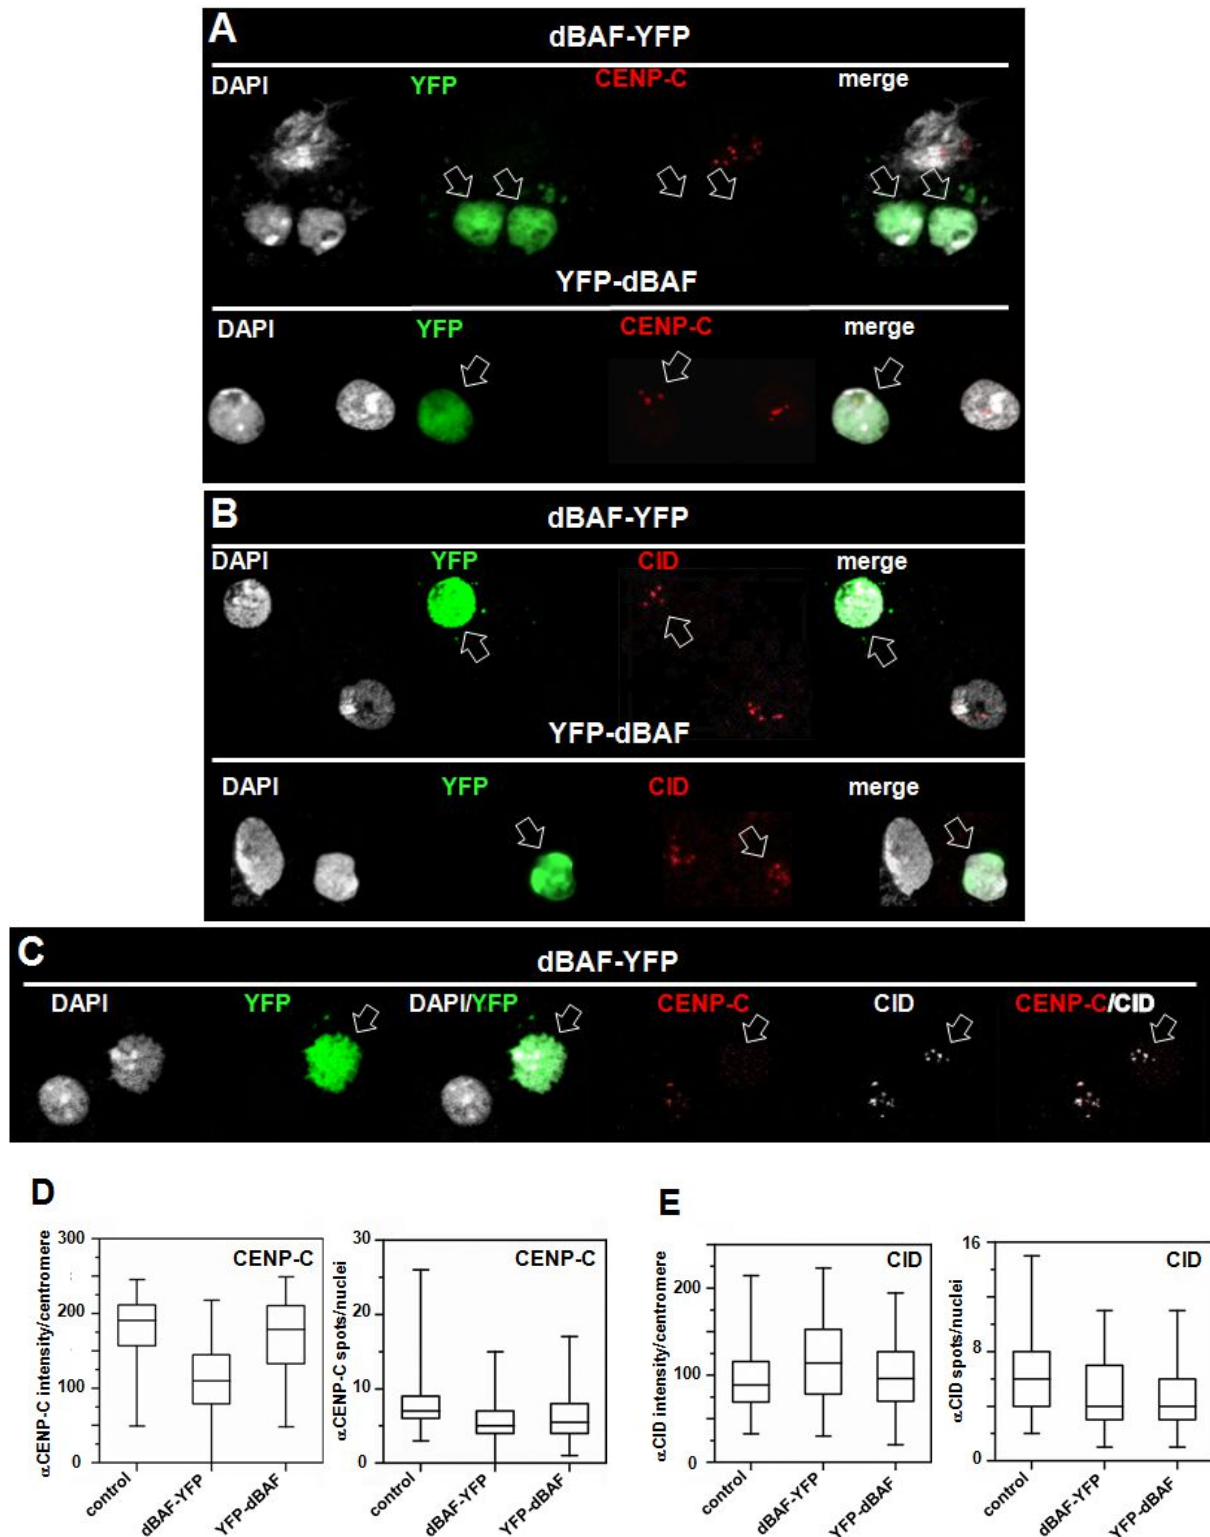 A
dBAF-YFP
DAPI YFP CENP-C merge
YFP-dBAF
DAPI YFP CENP-C merge
B
dBAF-YFP
DAPI YFP CID merge
YFP-dBAF
DAPI YFP CID merge
C
dBAF-YFP
DAPI YFP DAPI/YFP CENP-C CID CENP-C/CID
D
αCENP-C intensity/centromere
300
200
100
0
CENP-C
control dBAF-YFP YFP-dBAF
αCENP-C spots/nuclei
30
20
10
0
CENP-C
control dBAF-YFP YFP-dBAF
E
αCID intensity/centromere
200
100
0
CID
control dBAF-YFP YFP-dBAF
αCID spots/nuclei
16
8
0
CID
control dBAF-YFP YFP-dBAF